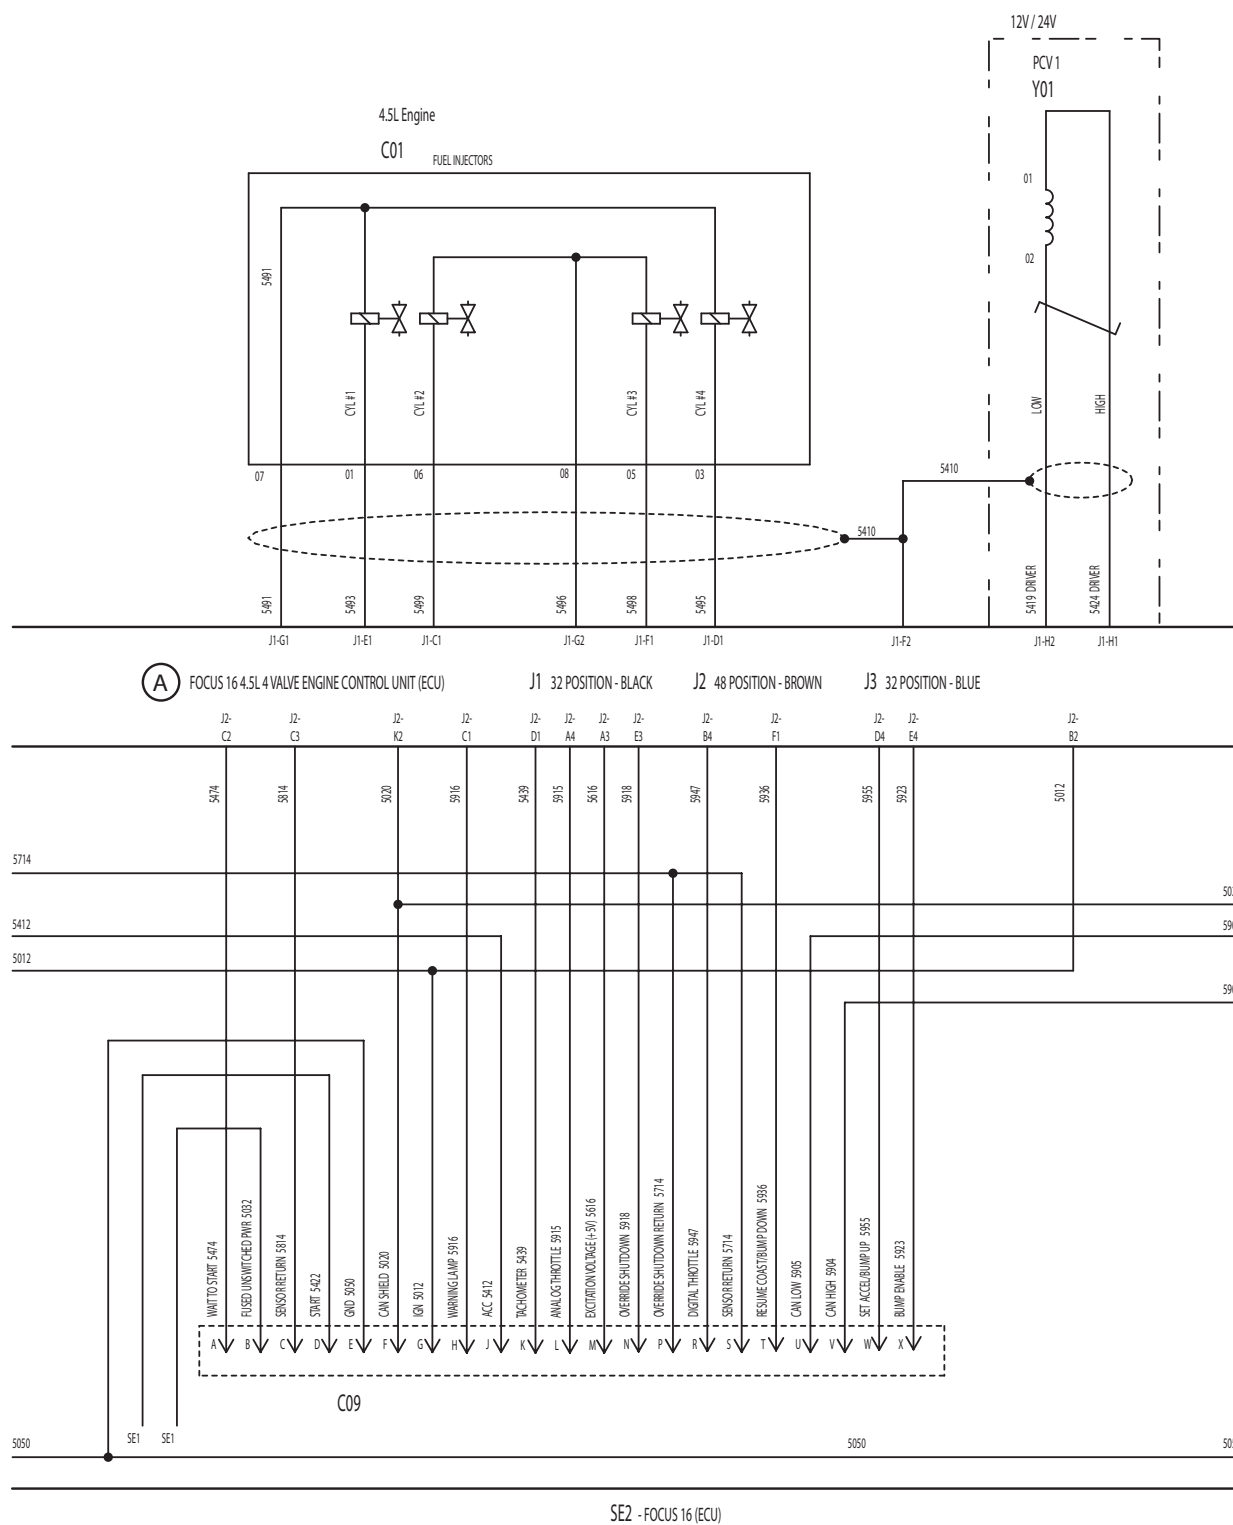 12V / 24V
PCV 1
Y01
4.5L Engine
C01
FUEL INJECTORS
01
02
5491
CYL #1
CYL #2
CYL #3
CYL #4
LOW
HIGH
07
01
06
08
05
03
5410
5410
5491
5493
5499
5496
5498
5495
5419 DRIVER
5424 DRIVER
J1-G1
J1-E1
J1-C1
J1-G2
J1-F1
J1-D1
J1-F2
J1-H2
J1-H1
A
FOCUS 16 4.5L 4 VALVE ENGINE CONTROL UNIT (ECU)
J1 32 POSITION - BLACK
J2 48 POSITION - BROWN
J3 32 POSITION - BLUE
J2-
C2
J2-
C3
J2-
K2
J2-
C1
J2-
D1
J2-
A4
J2-
A3
J2-
E3
J2-
B4
J2-
F1
J2-
D4
J2-
E4
J2-
B2
5474
5814
5020
5916
5439
5915
5616
5918
5947
5936
5955
5923
5012
5714
5412
5012
WAIT TO START 5474
FUSED UNSWITCHED PWR 5032
SENSOR RETURN 5814
START 5422
GND 5050
CAN SHIELD 5020
IGN 5012
WARNING LAMP 5916
ACC 5412
TACHOMETER 5439
ANALOG THROTTLE 5915
EXCITATION VOLTAGE (+5V) 5616
OVERRIDE SHUTDOWN 5918
OVERRIDE SHUTDOWN RETURN 5714
DIGITAL THROTTLE 5947
SENSOR RETURN 5714
RESUME COAST/BUMP DOWN 5936
CAN LOW 5905
CAN HIGH 5904
SET ACCEL/BUMP UP 5955
BUMP ENABLE 5923
A B C D E F G H J K L M N P R S T U V W X
C09
SE1
SE1
5050
5050
SE2 - FOCUS 16 (ECU)